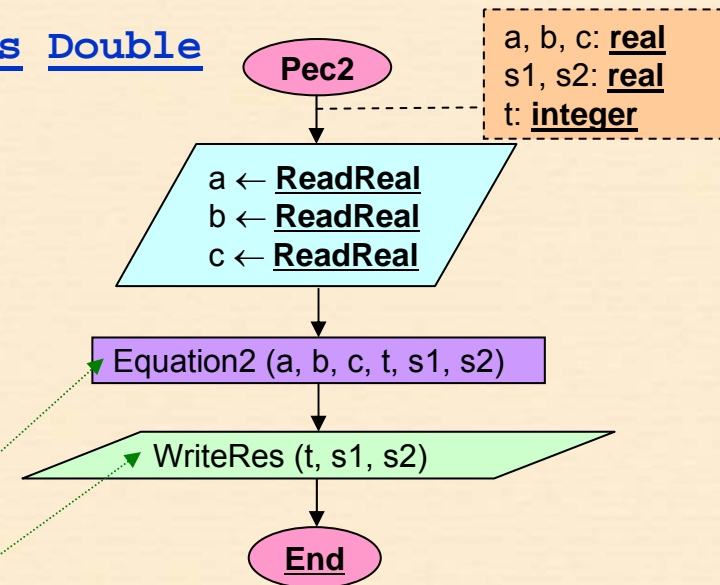 s Double
Pec2
a, b, c: real
s1, s2: real
t: integer
a ← ReadReal
b ← ReadReal
c ← ReadReal
Equation2 (a, b, c, t, s1, s2)
WriteRes (t, s1, s2)
End